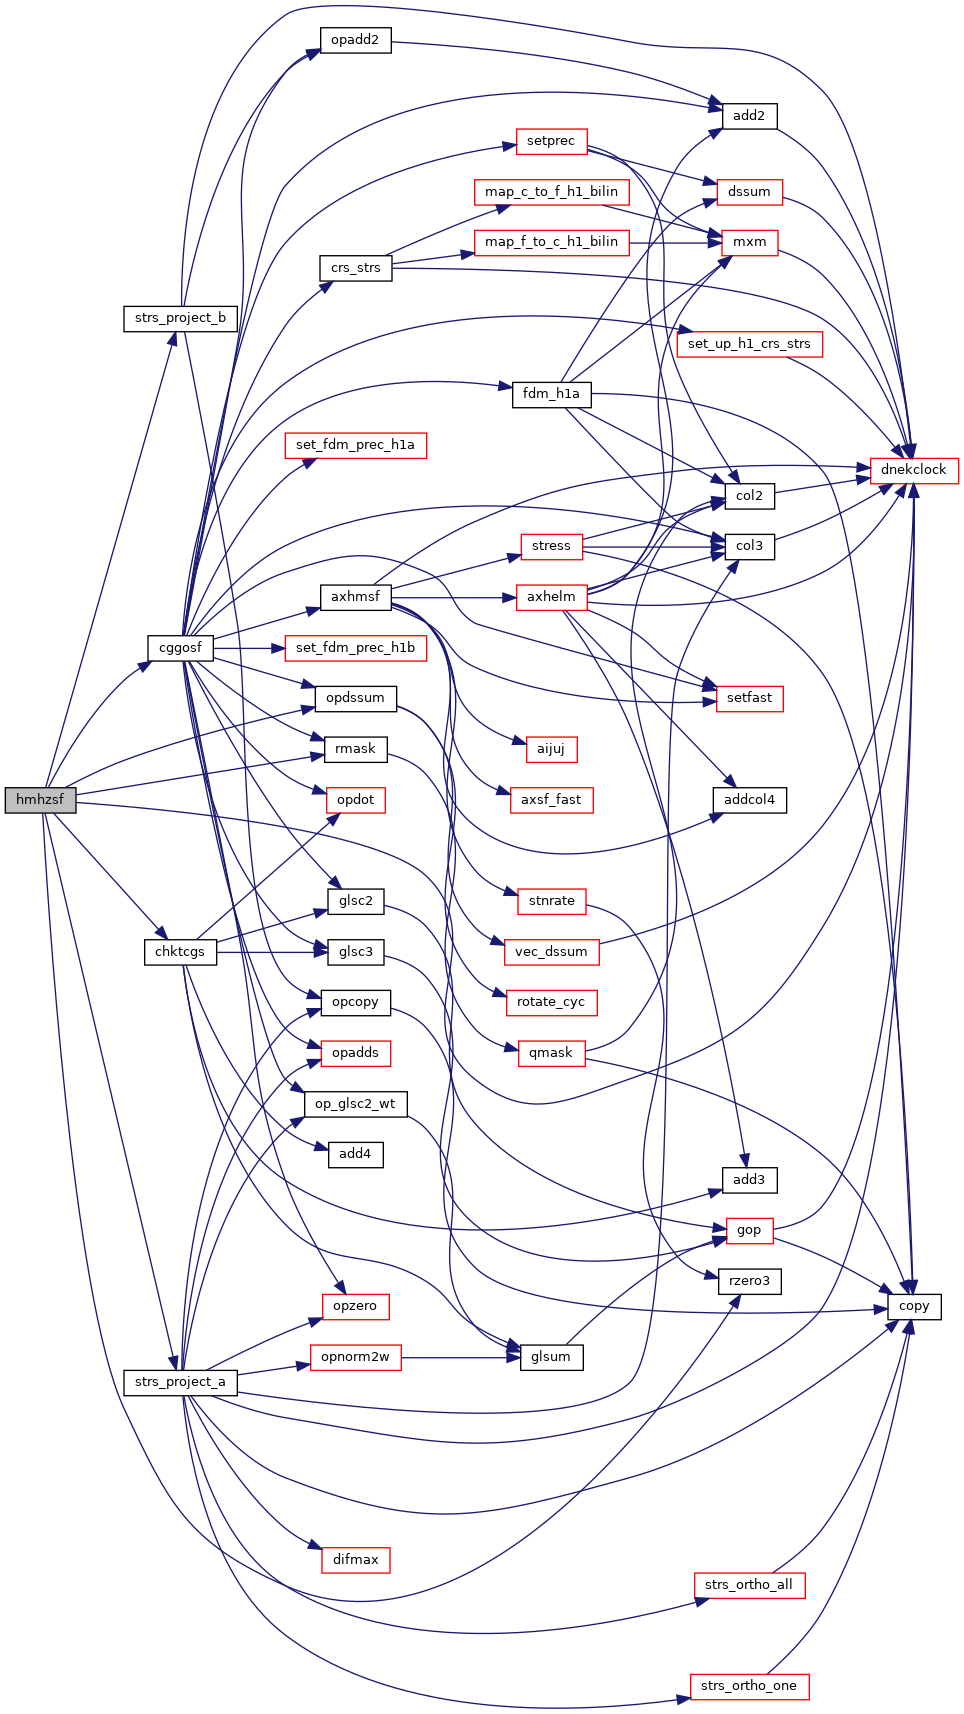 opadd2
add2
setprec
map_c_to_f_h1_bilin
dssum
map_f_to_c_h1_bilin
mxm
crs_strs
strs_project_b
set_up_h1_crs_strs
fdm_h1a
set_fdm_prec_h1a
dnekclock
col2
stress
col3
axhmsf
axhelm
cggosf
set_fdm_prec_h1b
opdssum
setfast
rmask
aijuj
hmhzsf
opdot
axsf_fast
addcol4
glsc2
stnrate
chktcgs
glsc3
vec_dssum
opcopy
rotate_cyc
opadds
qmask
op_glsc2_wt
add4
add3
gop
rzero3
opzero
copy
opnorm2w
glsum
strs_project_a
difmax
strs_ortho_all
strs_ortho_one